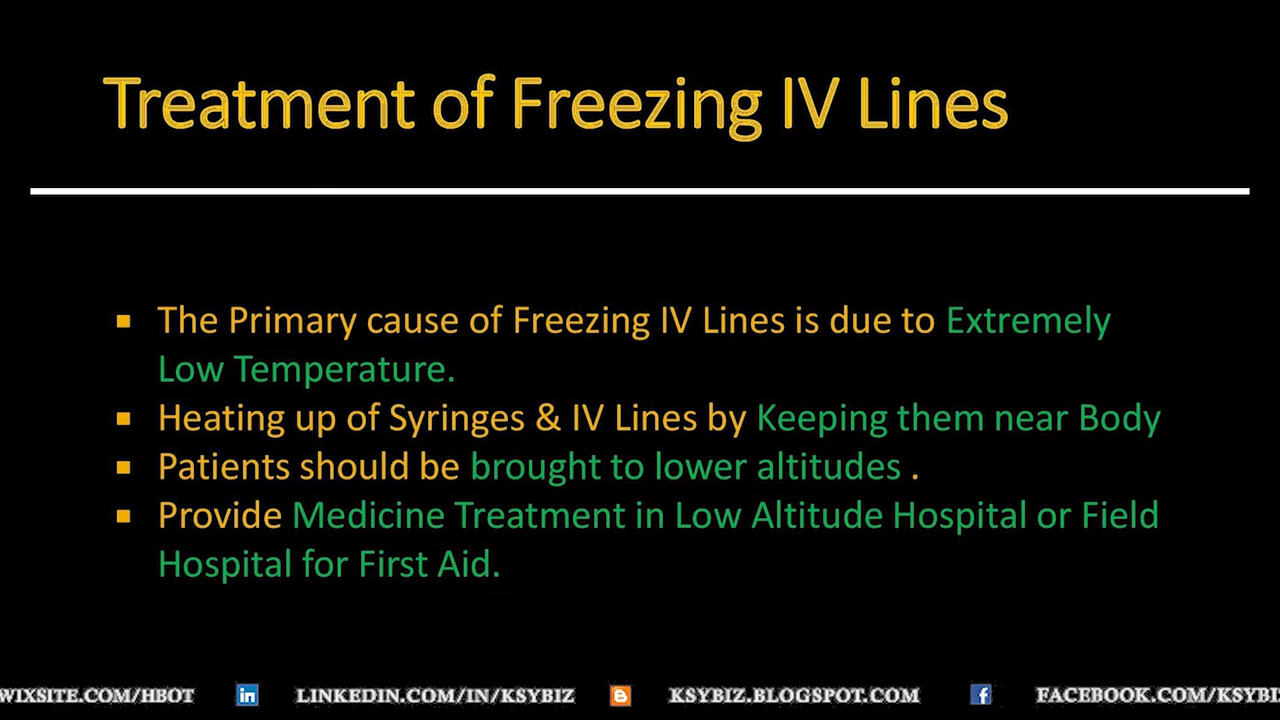 Treatment of Freezing IV Lines
▪ The Primary cause of Freezing IV Lines is due to Extremely
Low Temperature.
▪ Heating up of Syringes & IV Lines by Keeping them near Body
▪ Patients should be brought to lower altitudes .
▪ Provide Medicine Treatment in Low Altitude Hospital or Field
Hospital for First Aid.
WIXSITE.COM/HBOT LINKEDIN.COM/IN/KSYBIZ KSYBIZ.BLOGSPOT.COM FACEBOOK.COM/KSYBI